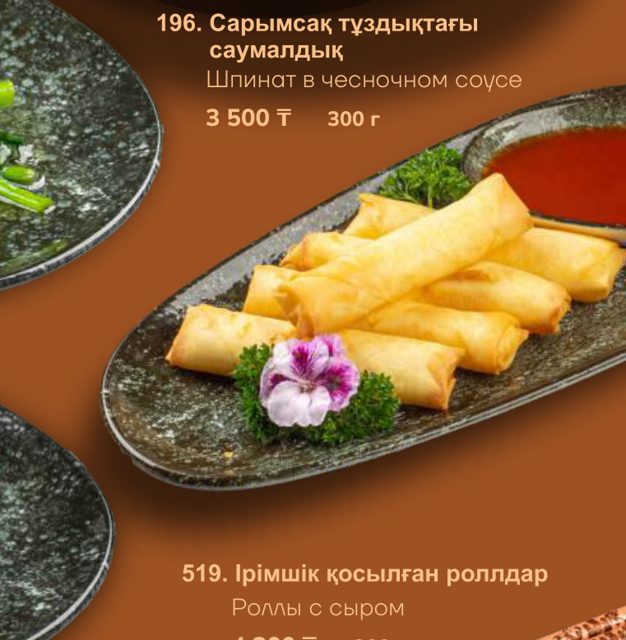 196. Сарымсақ тұздықтағы
саумалдық
Шпинат в чесночном соусе
3 500 ₸ 300 г
519. Ірімшік қосылған роллдар
Роллы с сыром